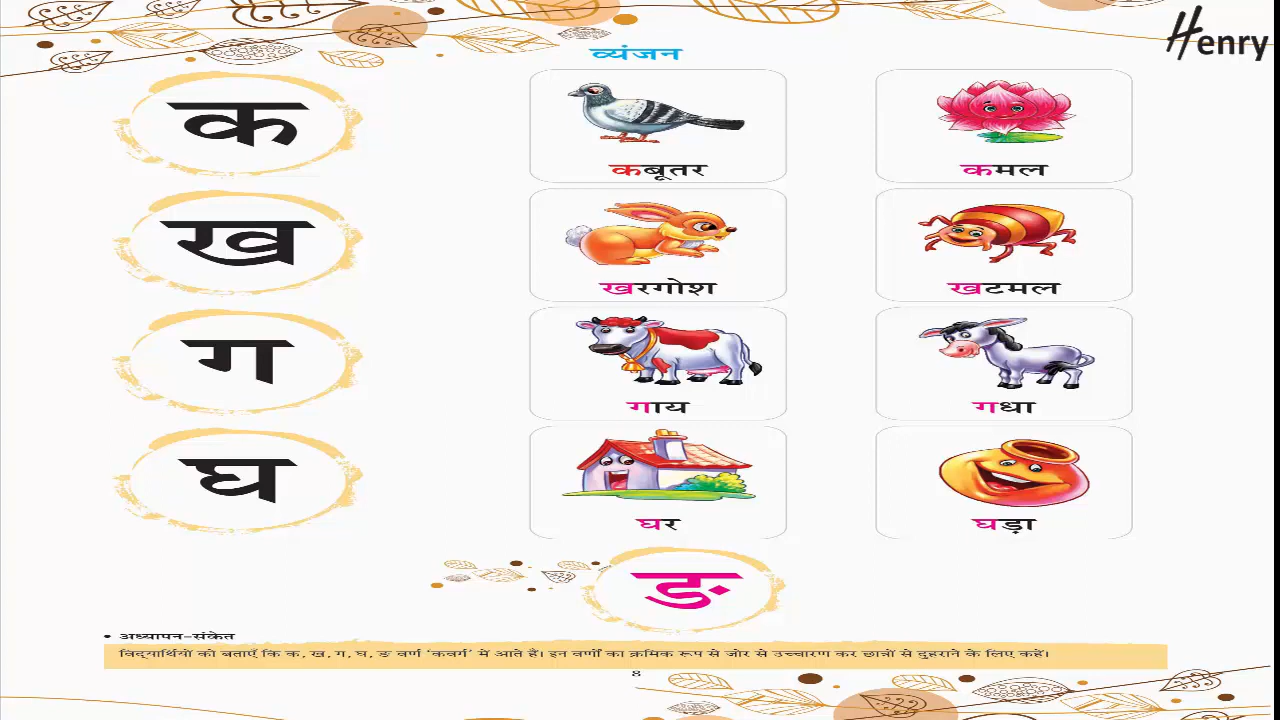 Henry
व्यंजन
क
कबूतर
कमल
ख
खरगोश
खटमल
ग
गाय
गधा
घ
घर
घड़ा
ङ
• अध्यापन-संकेत
विद्यार्थियों को बताएँ कि क, ख, ग, घ, ङ वर्ण ‘कवर्ग’ में आते हैं। इन वर्णों का क्रमिक रूप से जोर से उच्चारण कर छात्रों से दुहराने के लिए कहें।
8